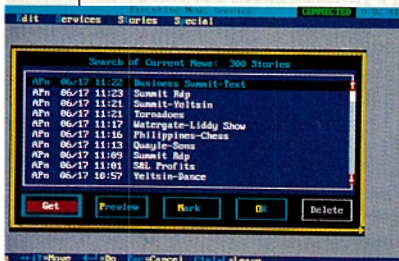 Executive News Service CONNECTED
Edit Services Stories Special
Search of Current News: 300 Stories
APn 06/17 11:22 Business Summit-Text
APn 06/17 11:23 Summit Rdp
APn 06/17 11:21 Summit-Yeltsin
APn 06/17 11:21 Tornadoes
APn 06/17 11:17 Watergate-Liddy Show
APn 06/17 11:16 Philippines-Chess
APn 06/17 11:13 Quayle-Sons
APn 06/17 11:09 Summit Rdp
APn 06/17 11:01 S&L Profits
APn 06/17 10:57 Yeltsin-Dance
Get Preview Mark OK Delete
=Move =Do Esc=Cancel =Leave